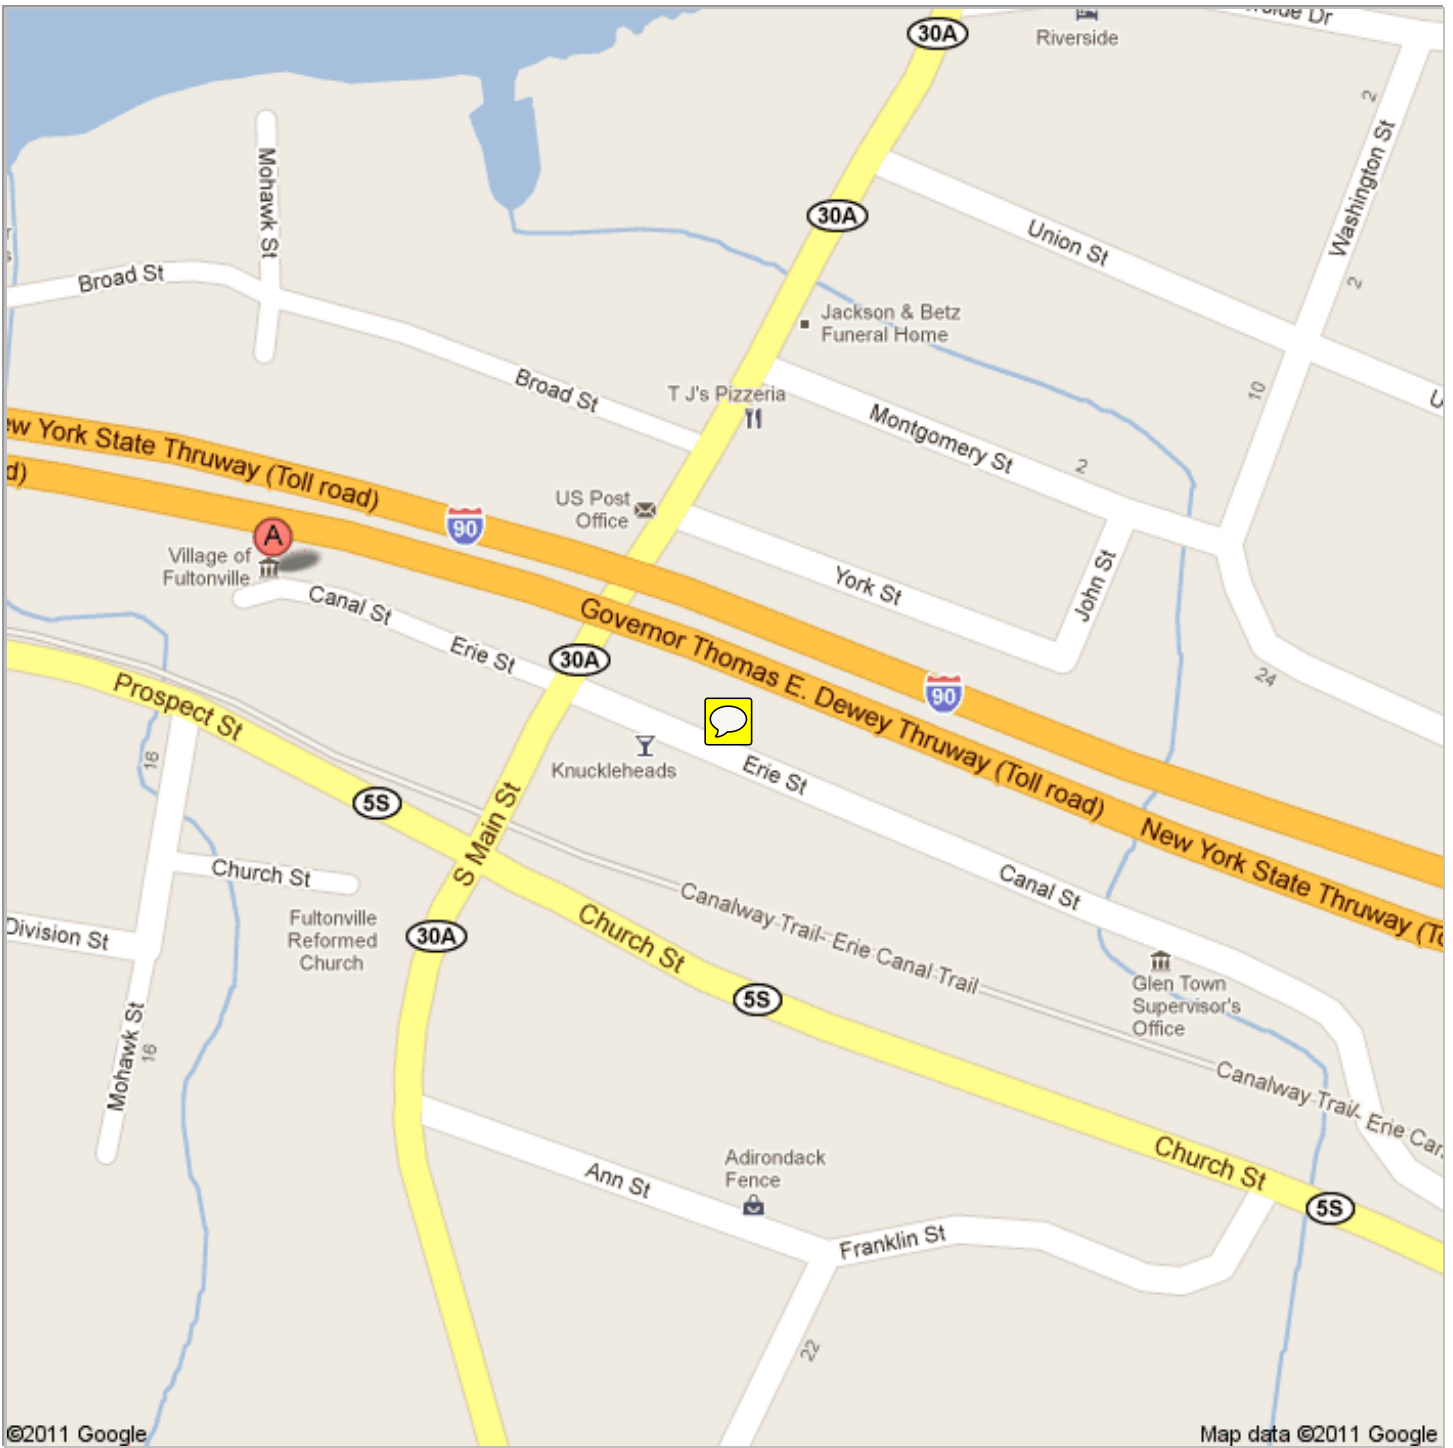 30A
Riverside
Dr
2
Mohawk St
Washington St
30A
Union St
Broad St
2
Jackson & Betz
Funeral Home
Broad St
T J's Pizzeria
10
Montgomery St
2
New York State Thruway (Toll road)
US Post
Office
90
A
Village of
Fultonville
York St
John St
Canal St
Erie St
Governor Thomas E. Dewey Thruway (Toll road)
30A
24
90
Prospect St
16
Knuckleheads
Erie St
5S
S Main St
New York State Thruway (To
Church St
Canal St
Canalway Trail- Erie Canal Trail
Division St
Fultonville
Reformed
Church
30A
Church St
5S
Glen Town
Supervisor's
Office
Mohawk St
16
Canalway Trail- Erie Can
Adirondack
Fence
Church St
Ann St
5S
Franklin St
22
©2011 Google
Map data ©2011 Google